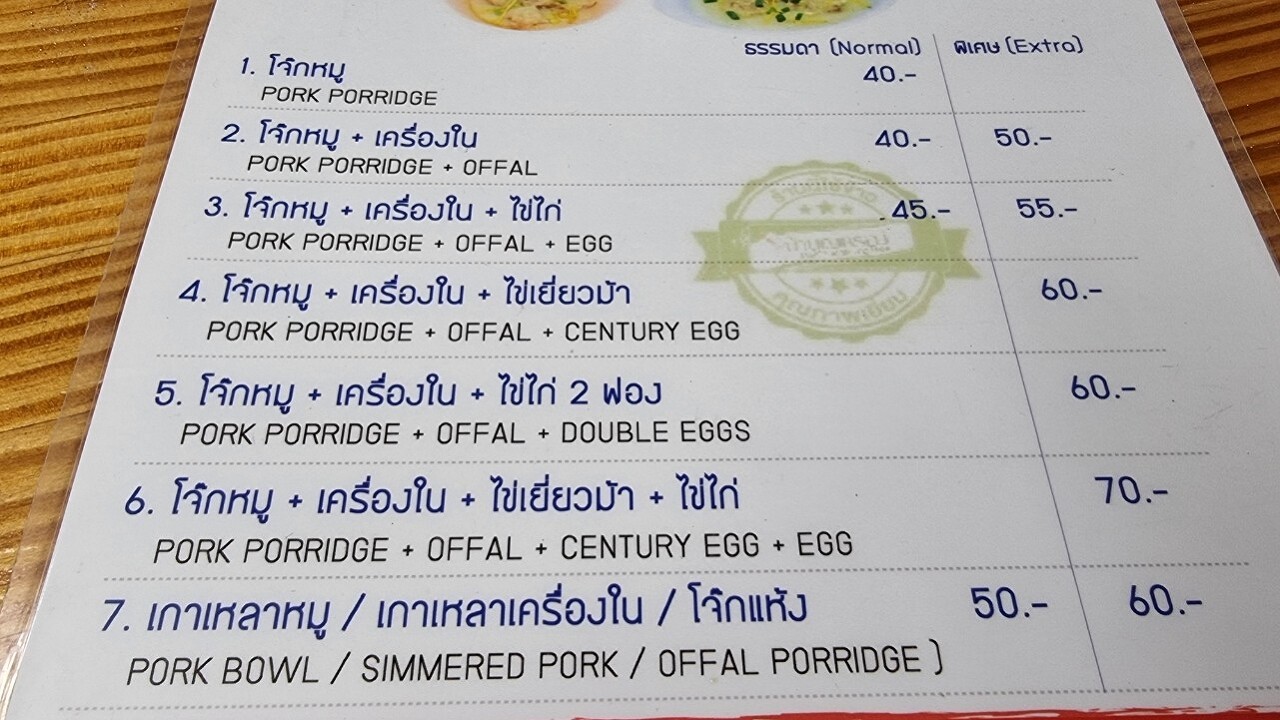 ธรรมดา (Normal) พิเศษ (Extra)
1. โจ๊กหมู 40.-
PORK PORRIDGE
2. โจ๊กหมู + เครื่องใน 40.- 50.-
PORK PORRIDGE + OFFAL
3. โจ๊กหมู + เครื่องใน + ไข่ไก่ 45.- 55.-
PORK PORRIDGE + OFFAL + EGG
4. โจ๊กหมู + เครื่องใน + ไข่เยี่ยวม้า 60.-
PORK PORRIDGE + OFFAL + CENTURY EGG
5. โจ๊กหมู + เครื่องใน + ไข่ไก่ 2 ฟอง 60.-
PORK PORRIDGE + OFFAL + DOUBLE EGGS
6. โจ๊กหมู + เครื่องใน + ไข่เยี่ยวม้า + ไข่ไก่ 70.-
PORK PORRIDGE + OFFAL + CENTURY EGG + EGG
7. เกาเหลาหมู / เกาเหลาเครื่องใน / โจ๊กแห้ง 50.- 60.-
PORK BOWL / SIMMERED PORK / OFFAL PORRIDGE )